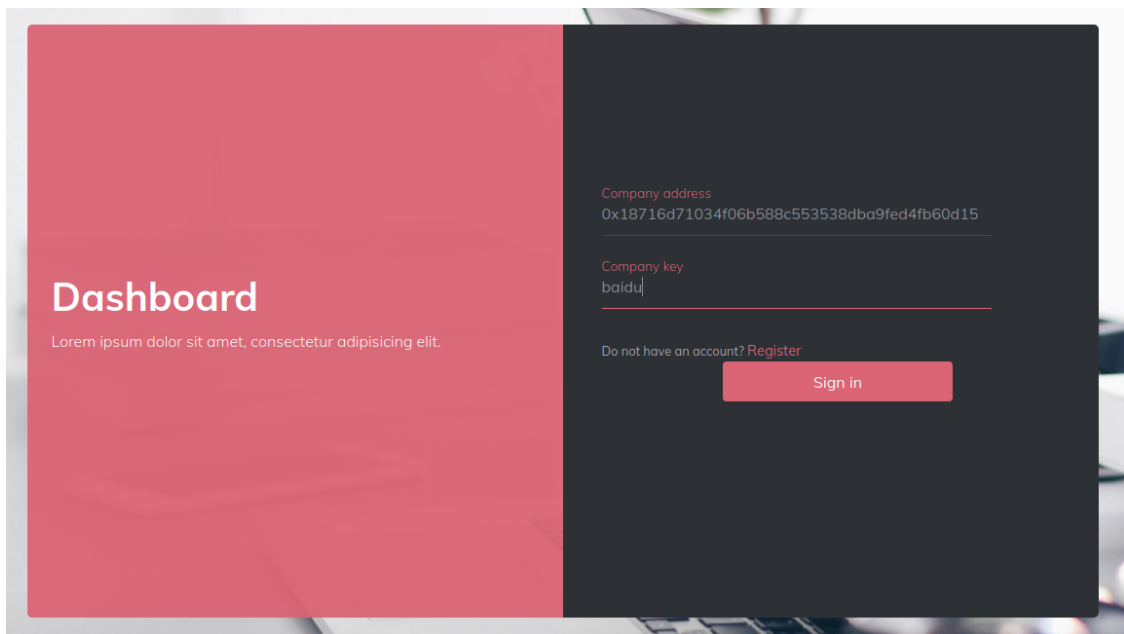 Dashboard
Lorem ipsum dolor sit amet, consectetur adipisicing elit.
Company address
0x18716d71034f06b588c553538dba9fed4fb60d15
Company key
baidu
Do not have an account? Register
Sign in